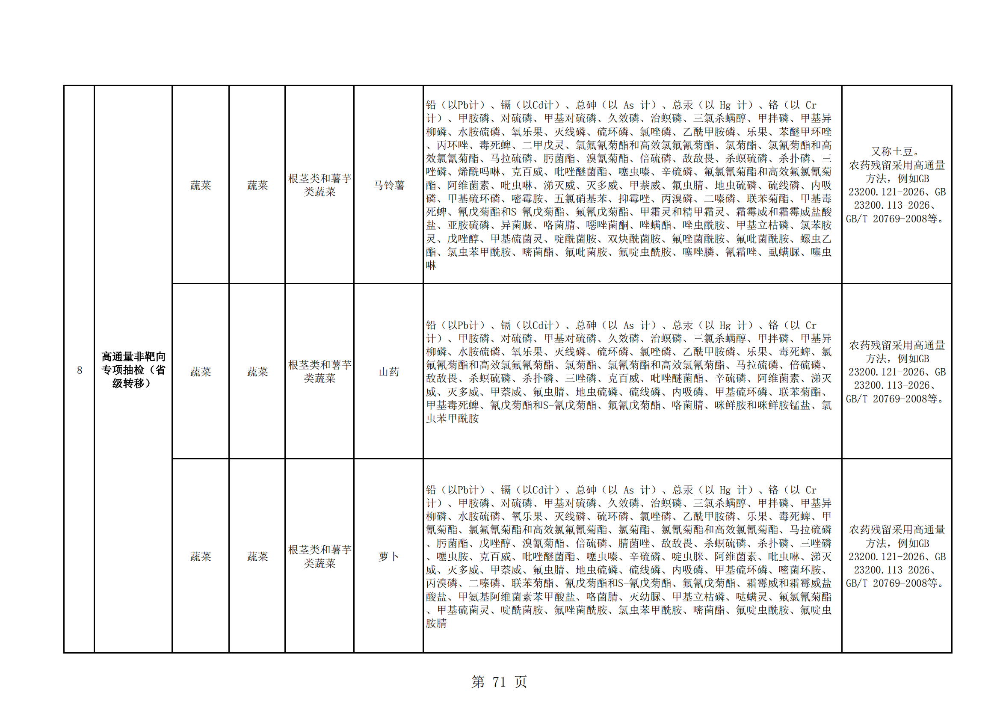 8
高通量非靶向
专项抽检（省
级转移）
蔬菜
蔬菜
根茎类和薯芋
类蔬菜
马铃薯
铅（以Pb计）、镉（以Cd计）、总砷（以 As 计）、总汞（以 Hg 计）、铬（以 Cr
计）、甲胺磷、对硫磷、甲基对硫磷、久效磷、治螟磷、三氯杀螨醇、甲拌磷、甲基异
柳磷、水胺硫磷、氧乐果、灭线磷、硫环磷、氯唑磷、乙酰甲胺磷、乐果、苯醚甲环唑
、丙环唑、毒死蜱、二甲戊灵、氯氟氰菊酯和高效氯氟氰菊酯、氯菊酯、氯氰菊酯和高
效氯氰菊酯、马拉硫磷、肟菌酯、溴氰菊酯、倍硫磷、敌敌畏、杀螟硫磷、杀扑磷、三
唑磷、烯酰吗啉、克百威、吡唑醚菌酯、噻虫嗪、辛硫磷、氟氯氰菊酯和高效氟氯氰菊
酯、阿维菌素、吡虫啉、涕灭威、灭多威、甲萘威、氟虫腈、地虫硫磷、硫线磷、内吸
磷、甲基硫环磷、嘧霉胺、五氯硝基苯、抑霉唑、丙溴磷、二嗪磷、联苯菊酯、甲基毒
死蜱、氰戊菊酯和S-氰戊菊酯、氟氰戊菊酯、甲霜灵和精甲霜灵、霜霉威和霜霉威盐酸
盐、亚胺硫磷、异菌脲、咯菌腈、噁唑菌酮、唑螨酯、唑虫酰胺、甲基立枯磷、氯苯胺
灵、戊唑醇、甲基硫菌灵、啶酰菌胺、双炔酰菌胺、氟唑菌酰胺、氟吡菌酰胺、螺虫乙
酯、氯虫苯甲酰胺、嘧菌酯、氟吡菌胺、氟啶虫酰胺、噻唑膦、氰霜唑、虱螨脲、噻虫
啉
又称土豆。
农药残留采用高通量
方法，例如GB
23200.121-2026、GB
23200.113-2026、
GB/T 20769-2008等。
蔬菜
蔬菜
根茎类和薯芋
类蔬菜
山药
铅（以Pb计）、镉（以Cd计）、总砷（以 As 计）、总汞（以 Hg 计）、铬（以 Cr
计）、甲胺磷、对硫磷、甲基对硫磷、久效磷、治螟磷、三氯杀螨醇、甲拌磷、甲基异
柳磷、水胺硫磷、氧乐果、灭线磷、硫环磷、氯唑磷、乙酰甲胺磷、乐果、毒死蜱、氯
氟氰菊酯和高效氯氟氰菊酯、氯菊酯、氯氰菊酯和高效氯氰菊酯、马拉硫磷、倍硫磷、
敌敌畏、杀螟硫磷、杀扑磷、三唑磷、克百威、吡唑醚菌酯、辛硫磷、阿维菌素、涕灭
威、灭多威、甲萘威、氟虫腈、地虫硫磷、硫线磷、内吸磷、甲基硫环磷、联苯菊酯、
甲基毒死蜱、氰戊菊酯和S-氰戊菊酯、氟氰戊菊酯、咯菌腈、咪鲜胺和咪鲜胺锰盐、氯
虫苯甲酰胺
农药残留采用高通量
方法，例如GB
23200.121-2026、GB
23200.113-2026、
GB/T 20769-2008等。
蔬菜
蔬菜
根茎类和薯芋
类蔬菜
萝卜
铅（以Pb计）、镉（以Cd计）、总砷（以 As 计）、总汞（以 Hg 计）、铬（以 Cr
计）、甲胺磷、对硫磷、甲基对硫磷、久效磷、治螟磷、三氯杀螨醇、甲拌磷、甲基异
柳磷、水胺硫磷、氧乐果、灭线磷、硫环磷、氯唑磷、乙酰甲胺磷、乐果、毒死蜱、甲
氰菊酯、氯氟氰菊酯和高效氯氟氰菊酯、氯菊酯、氯氰菊酯和高效氯氰菊酯、马拉硫磷
、肟菌酯、戊唑醇、溴氰菊酯、倍硫磷、腈菌唑、敌敌畏、杀螟硫磷、杀扑磷、三唑磷
、噻虫胺、克百威、吡唑醚菌酯、噻虫嗪、辛硫磷、啶虫脒、阿维菌素、吡虫啉、涕灭
威、灭多威、甲萘威、氟虫腈、地虫硫磷、硫线磷、内吸磷、甲基硫环磷、嘧菌环胺、
丙溴磷、二嗪磷、联苯菊酯、氰戊菊酯和S-氰戊菊酯、氟氰戊菊酯、霜霉威和霜霉威盐
酸盐、甲氨基阿维菌素苯甲酸盐、咯菌腈、灭幼脲、甲基立枯磷、哒螨灵、氟氯氰菊酯
、甲基硫菌灵、啶酰菌胺、氟唑菌酰胺、氯虫苯甲酰胺、嘧菌酯、氟啶虫酰胺、氟啶虫
胺腈
农药残留采用高通量
方法，例如GB
23200.121-2026、GB
23200.113-2026、
GB/T 20769-2008等。
第 71 页